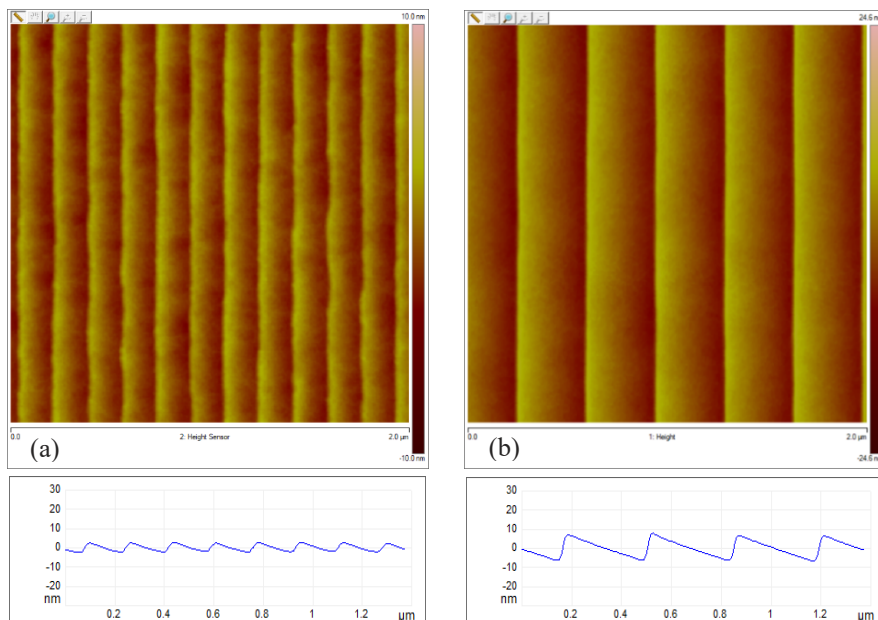 10.0 nm
0.0
2: Height Sensor
2.0 µm
-10.0 nm
(a)
30
20
10
0
-10
-20
nm
0.2
0.4
0.6
0.8
1
1.2
µm
24.6 nm
0.0
1: Height
2.0 µm
-24.6 nm
(b)
30
20
10
0
-10
-20
nm
0.2
0.4
0.6
0.8
1
1.2
µm